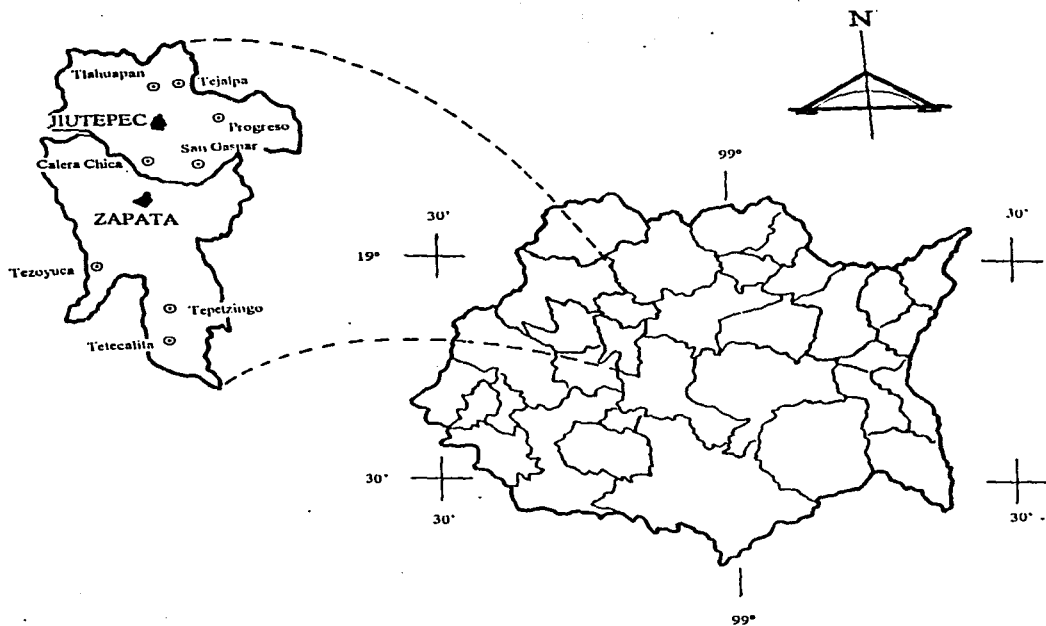 N
Tlahuapan
Tejalpa
JIUTEPEC
Progreso
San Gaspar
Calera Chica
ZAPATA
Tezoyuca
Tepetzingo
Tetecalita
99°
30'
30'
19°
30'
30'
30'
99°